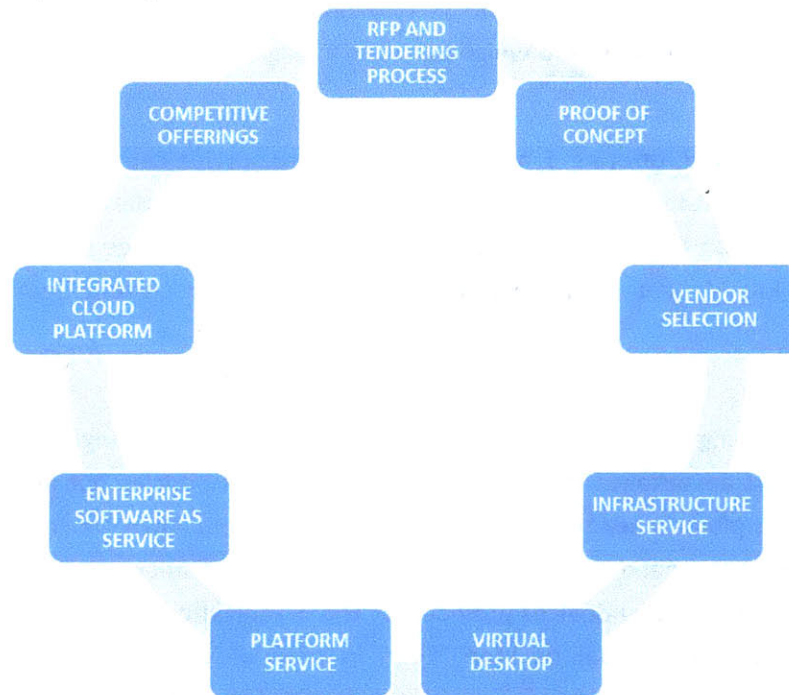 RFP AND
TENDERING
PROCESS
PROOF OF
CONCEPT
VENDOR
SELECTION
INFRASTRUCTURE
SERVICE
VIRTUAL
DESKTOP
PLATFORM
SERVICE
ENTERPRISE
SOFTWARE AS
SERVICE
INTEGRATED
CLOUD
PLATFORM
COMPETITIVE
OFFERINGS